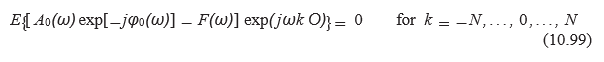 E{[ A₀(ω) exp[–jφ₀(ω)] – F(ω)] exp(jωk O)} = 0 for k = –N,..., 0,..., N
(10.99)